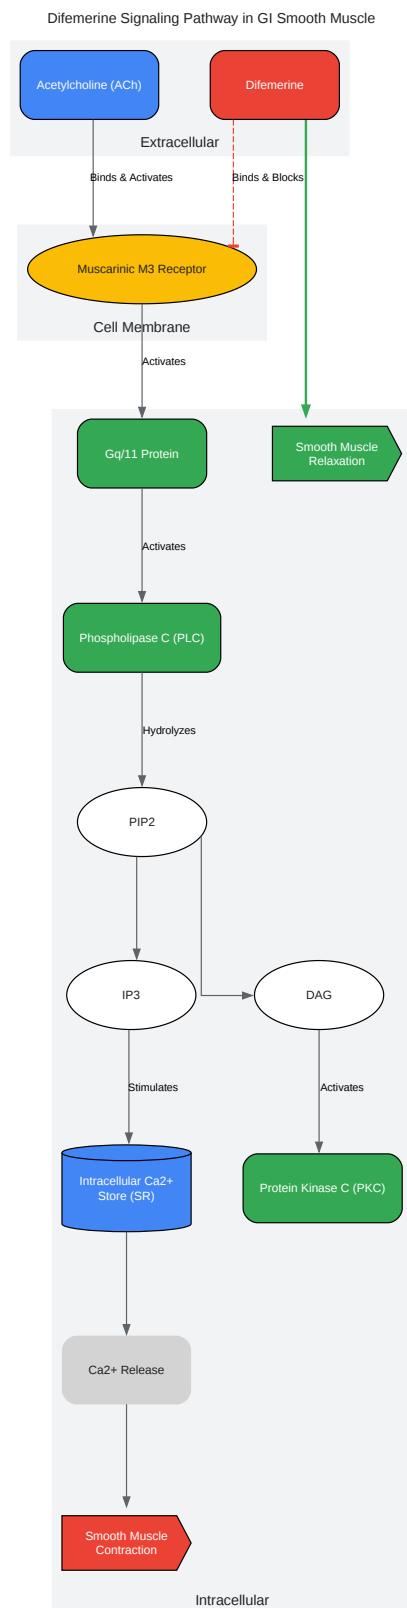 Difemerine Signaling Pathway in GI Smooth Muscle
Acetylcholine (ACh)
Difemerine
Extracellular
Binds & Activates
Binds & Blocks
Muscarinic M3 Receptor
Cell Membrane
Activates
Gq/11 Protein
Smooth Muscle
Relaxation
Activates
Phospholipase C (PLC)
Hydrolyzes
PIP2
IP3
DAG
Stimulates
Activates
Intracellular Ca2+
Store (SR)
Protein Kinase C (PKC)
Ca2+ Release
Smooth Muscle
Contraction
Intracellular